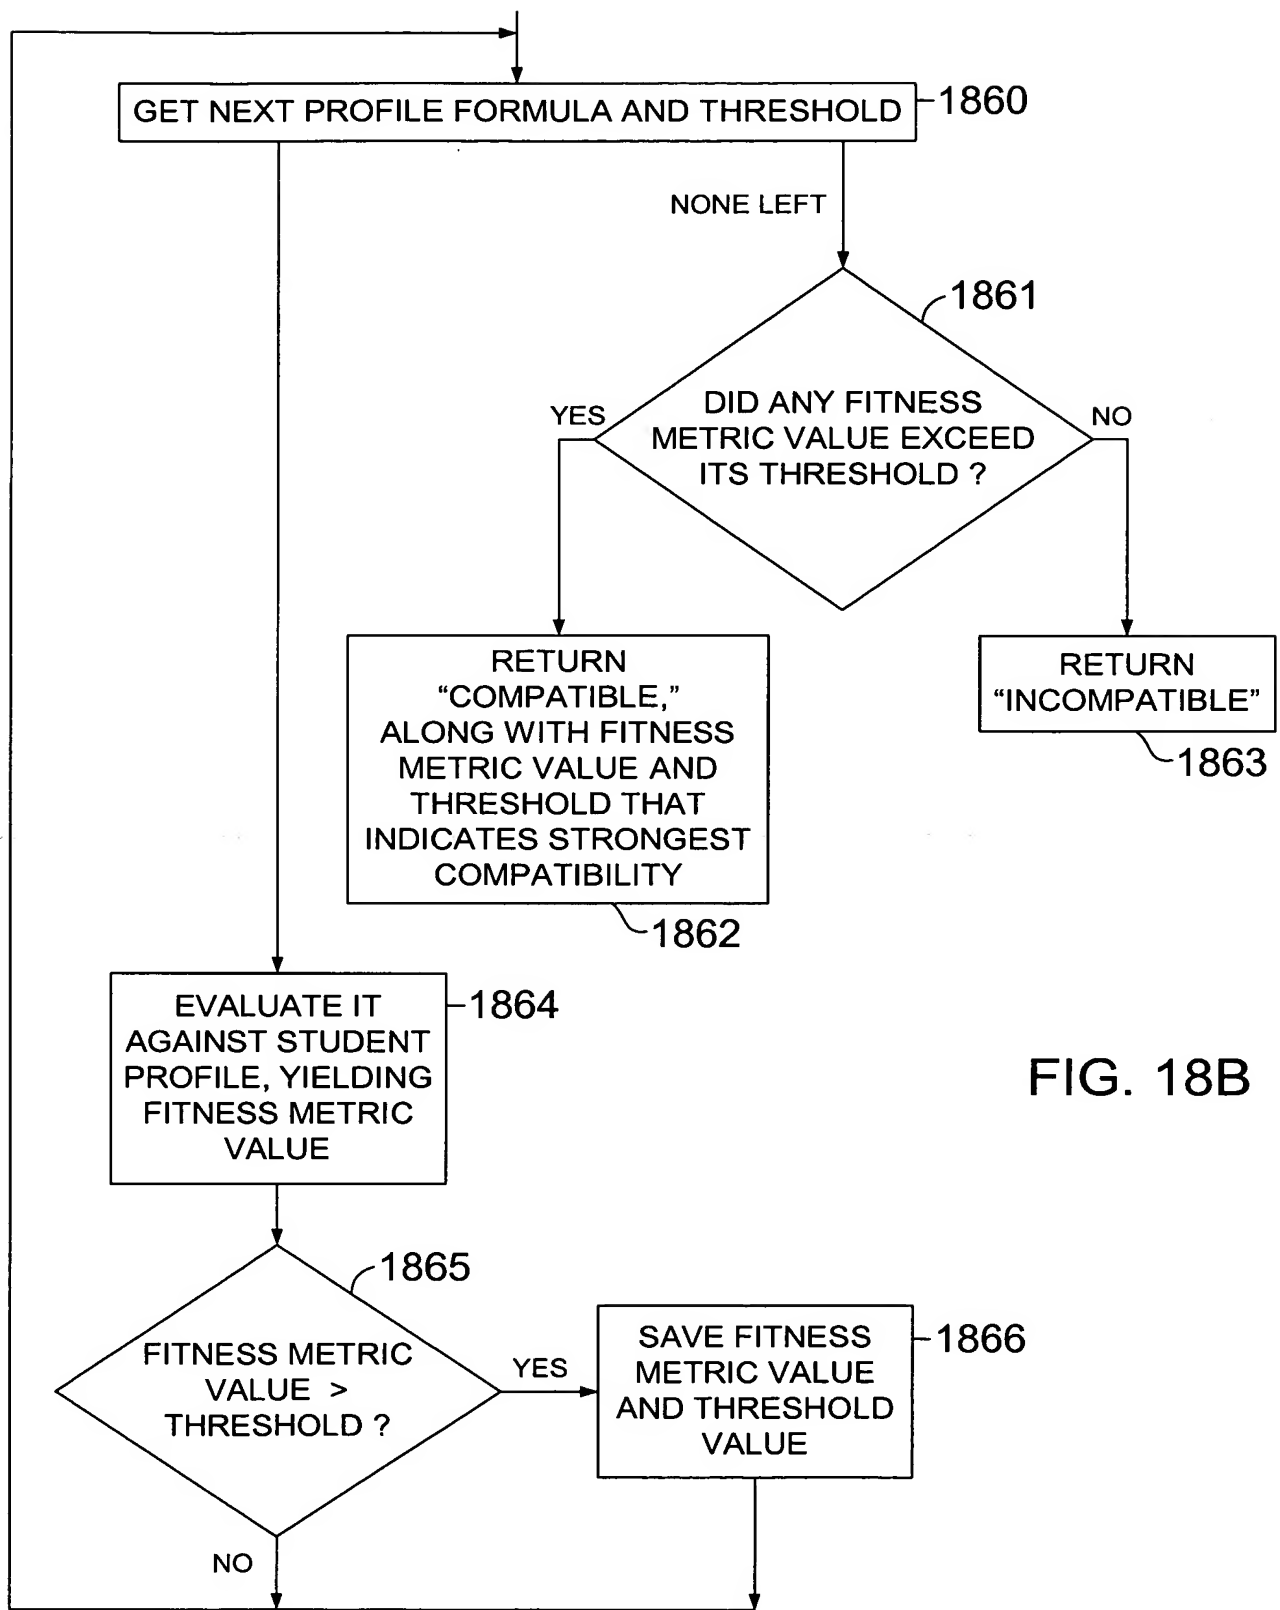 GET NEXT PROFILE FORMULA AND THRESHOLD
1860
NONE LEFT
1861
DID ANY FITNESS
METRIC VALUE EXCEED
ITS THRESHOLD ?
YES
NO
RETURN
“COMPATIBLE,”
ALONG WITH FITNESS
METRIC VALUE AND
THRESHOLD THAT
INDICATES STRONGEST
COMPATIBILITY
1862
RETURN
“INCOMPATIBLE”
1863
EVALUATE IT
AGAINST STUDENT
PROFILE, YIELDING
FITNESS METRIC
VALUE
1864
FIG. 18B
1865
FITNESS METRIC
VALUE >
THRESHOLD ?
YES
NO
SAVE FITNESS
METRIC VALUE
AND THRESHOLD
VALUE
1866